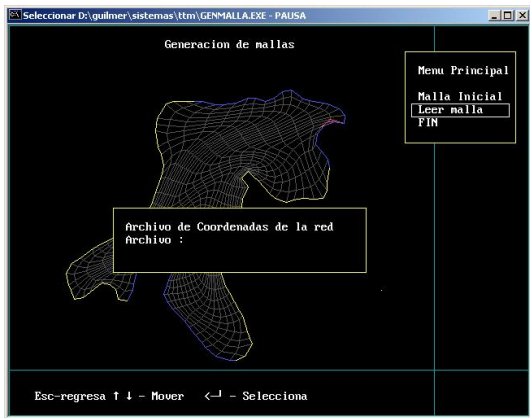 Seleccionar D:\guilmer\sistemas\ttm\GENMALLA.EXE - PAUSA
Generacion de mallas
Menu Principal
Malla Inicial
Leer malla
FIN
Archivo de Coordenadas de la red
Archivo :
Esc-regresa ↑ ↓ - Mover <─┘ - Selecciona